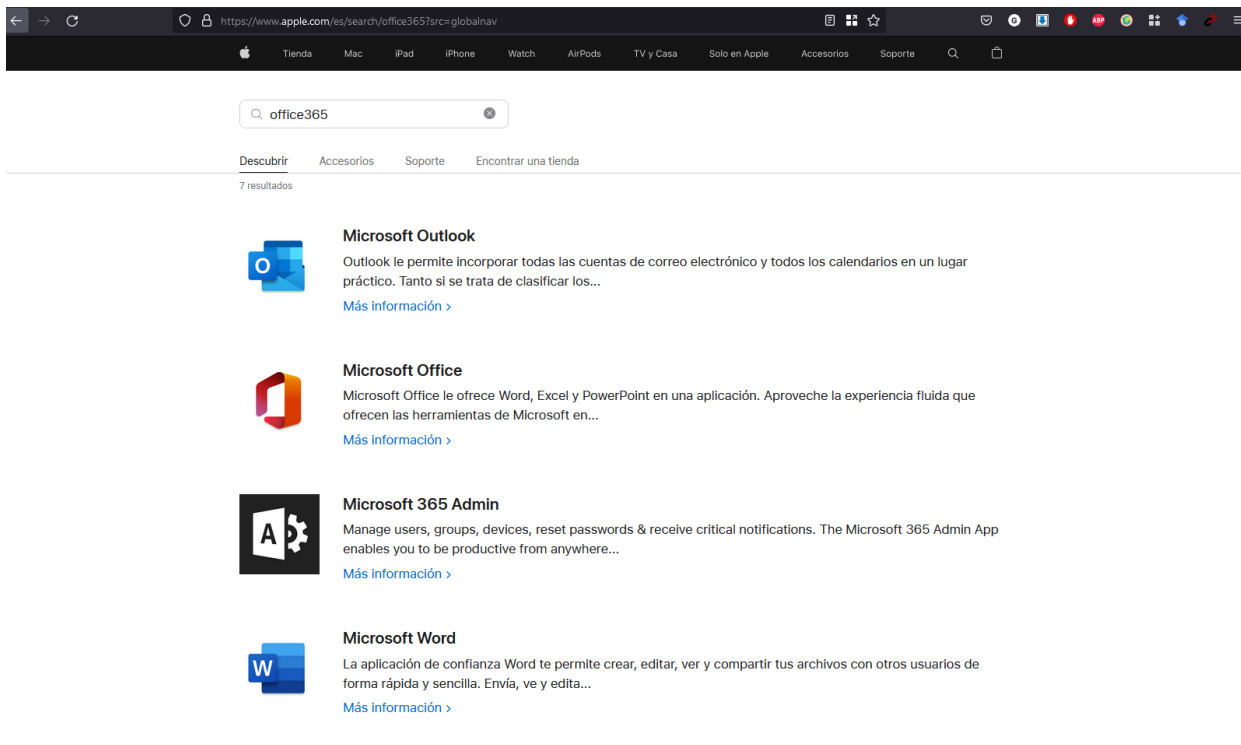 https://www.apple.com/es/search/office365?src=globalnav
ABP
Tienda Mac iPad iPhone Watch AirPods TV y Casa Solo en Apple Accesorios Soporte
office365
Descubrir Accesorios Soporte Encontrar una tienda
7 resultados
Microsoft Outlook
Outlook le permite incorporar todas las cuentas de correo electrónico y todos los calendarios en un lugar
práctico. Tanto si se trata de clasificar los...
Más información >
Microsoft Office
Microsoft Office le ofrece Word, Excel y PowerPoint en una aplicación. Aproveche la experiencia fluida que
ofrecen las herramientas de Microsoft en...
Más información >
Microsoft 365 Admin
Manage users, groups, devices, reset passwords & receive critical notifications. The Microsoft 365 Admin App
enables you to be productive from anywhere...
Más información >
Microsoft Word
La aplicación de confianza Word te permite crear, editar, ver y compartir tus archivos con otros usuarios de
forma rápida y sencilla. Envía, ve y edita...
Más información >